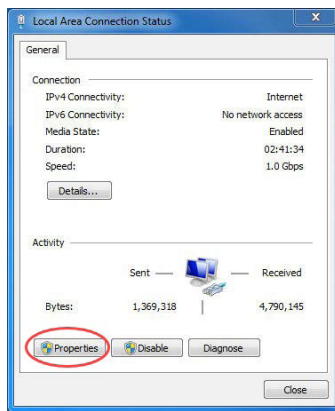 Local Area Connection Status
X
General
Connection
IPv4 Connectivity: Internet
IPv6 Connectivity: No network access
Media State: Enabled
Duration: 02:41:34
Speed: 1.0 Gbps
Details...
Activity
Sent Received
Bytes: 1,369,318 4,790,145
Properties Disable Diagnose
Close